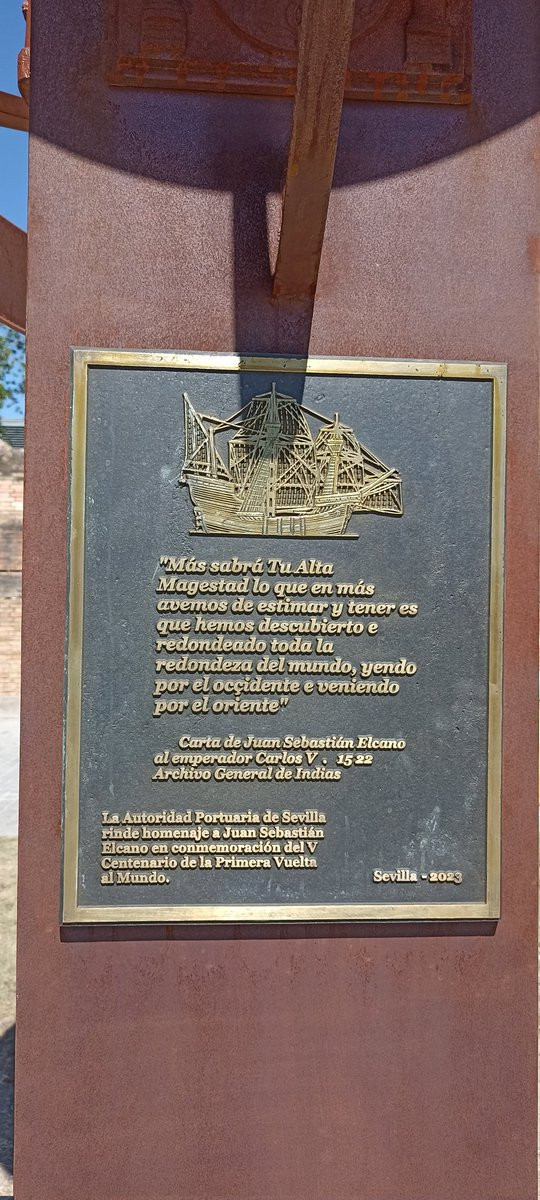 "Más sabrá Tu Alta
Magestad lo que en más
avemos de estimar y tener es
que hemos descubierto e
redondeado toda la
redondeza del mundo, yendo
por el occidente e veniendo
por el oriente"
Carta de Juan Sebastián Elcano
al emperador Carlos V . 1522
Archivo General de Indias
La Autoridad Portuaria de Sevilla
rinde homenaje a Juan Sebastián
Elcano en conmemoración del V
Centenario de la Primera Vuelta
al Mundo.
Sevilla - 2023